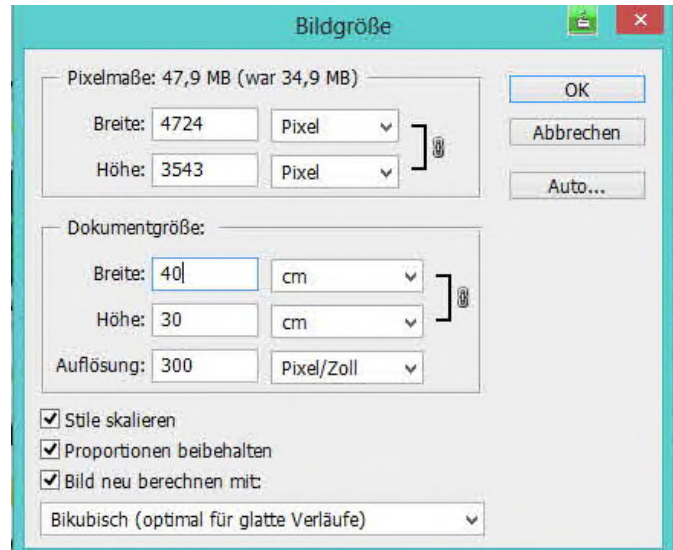 Bildgröße
Pixelmaße: 47,9 MB (war 34,9 MB)
OK
Breite: 4724 Pixel
Abbrechen
Höhe: 3543 Pixel
Auto...
Dokumentgröße:
Breite: 40 cm
Höhe: 30 cm
Auflösung: 300 Pixel/Zoll
Stile skalieren
Proportionen beibehalten
Bild neu berechnen mit:
Bikubisch (optimal für glatte Verläufe)